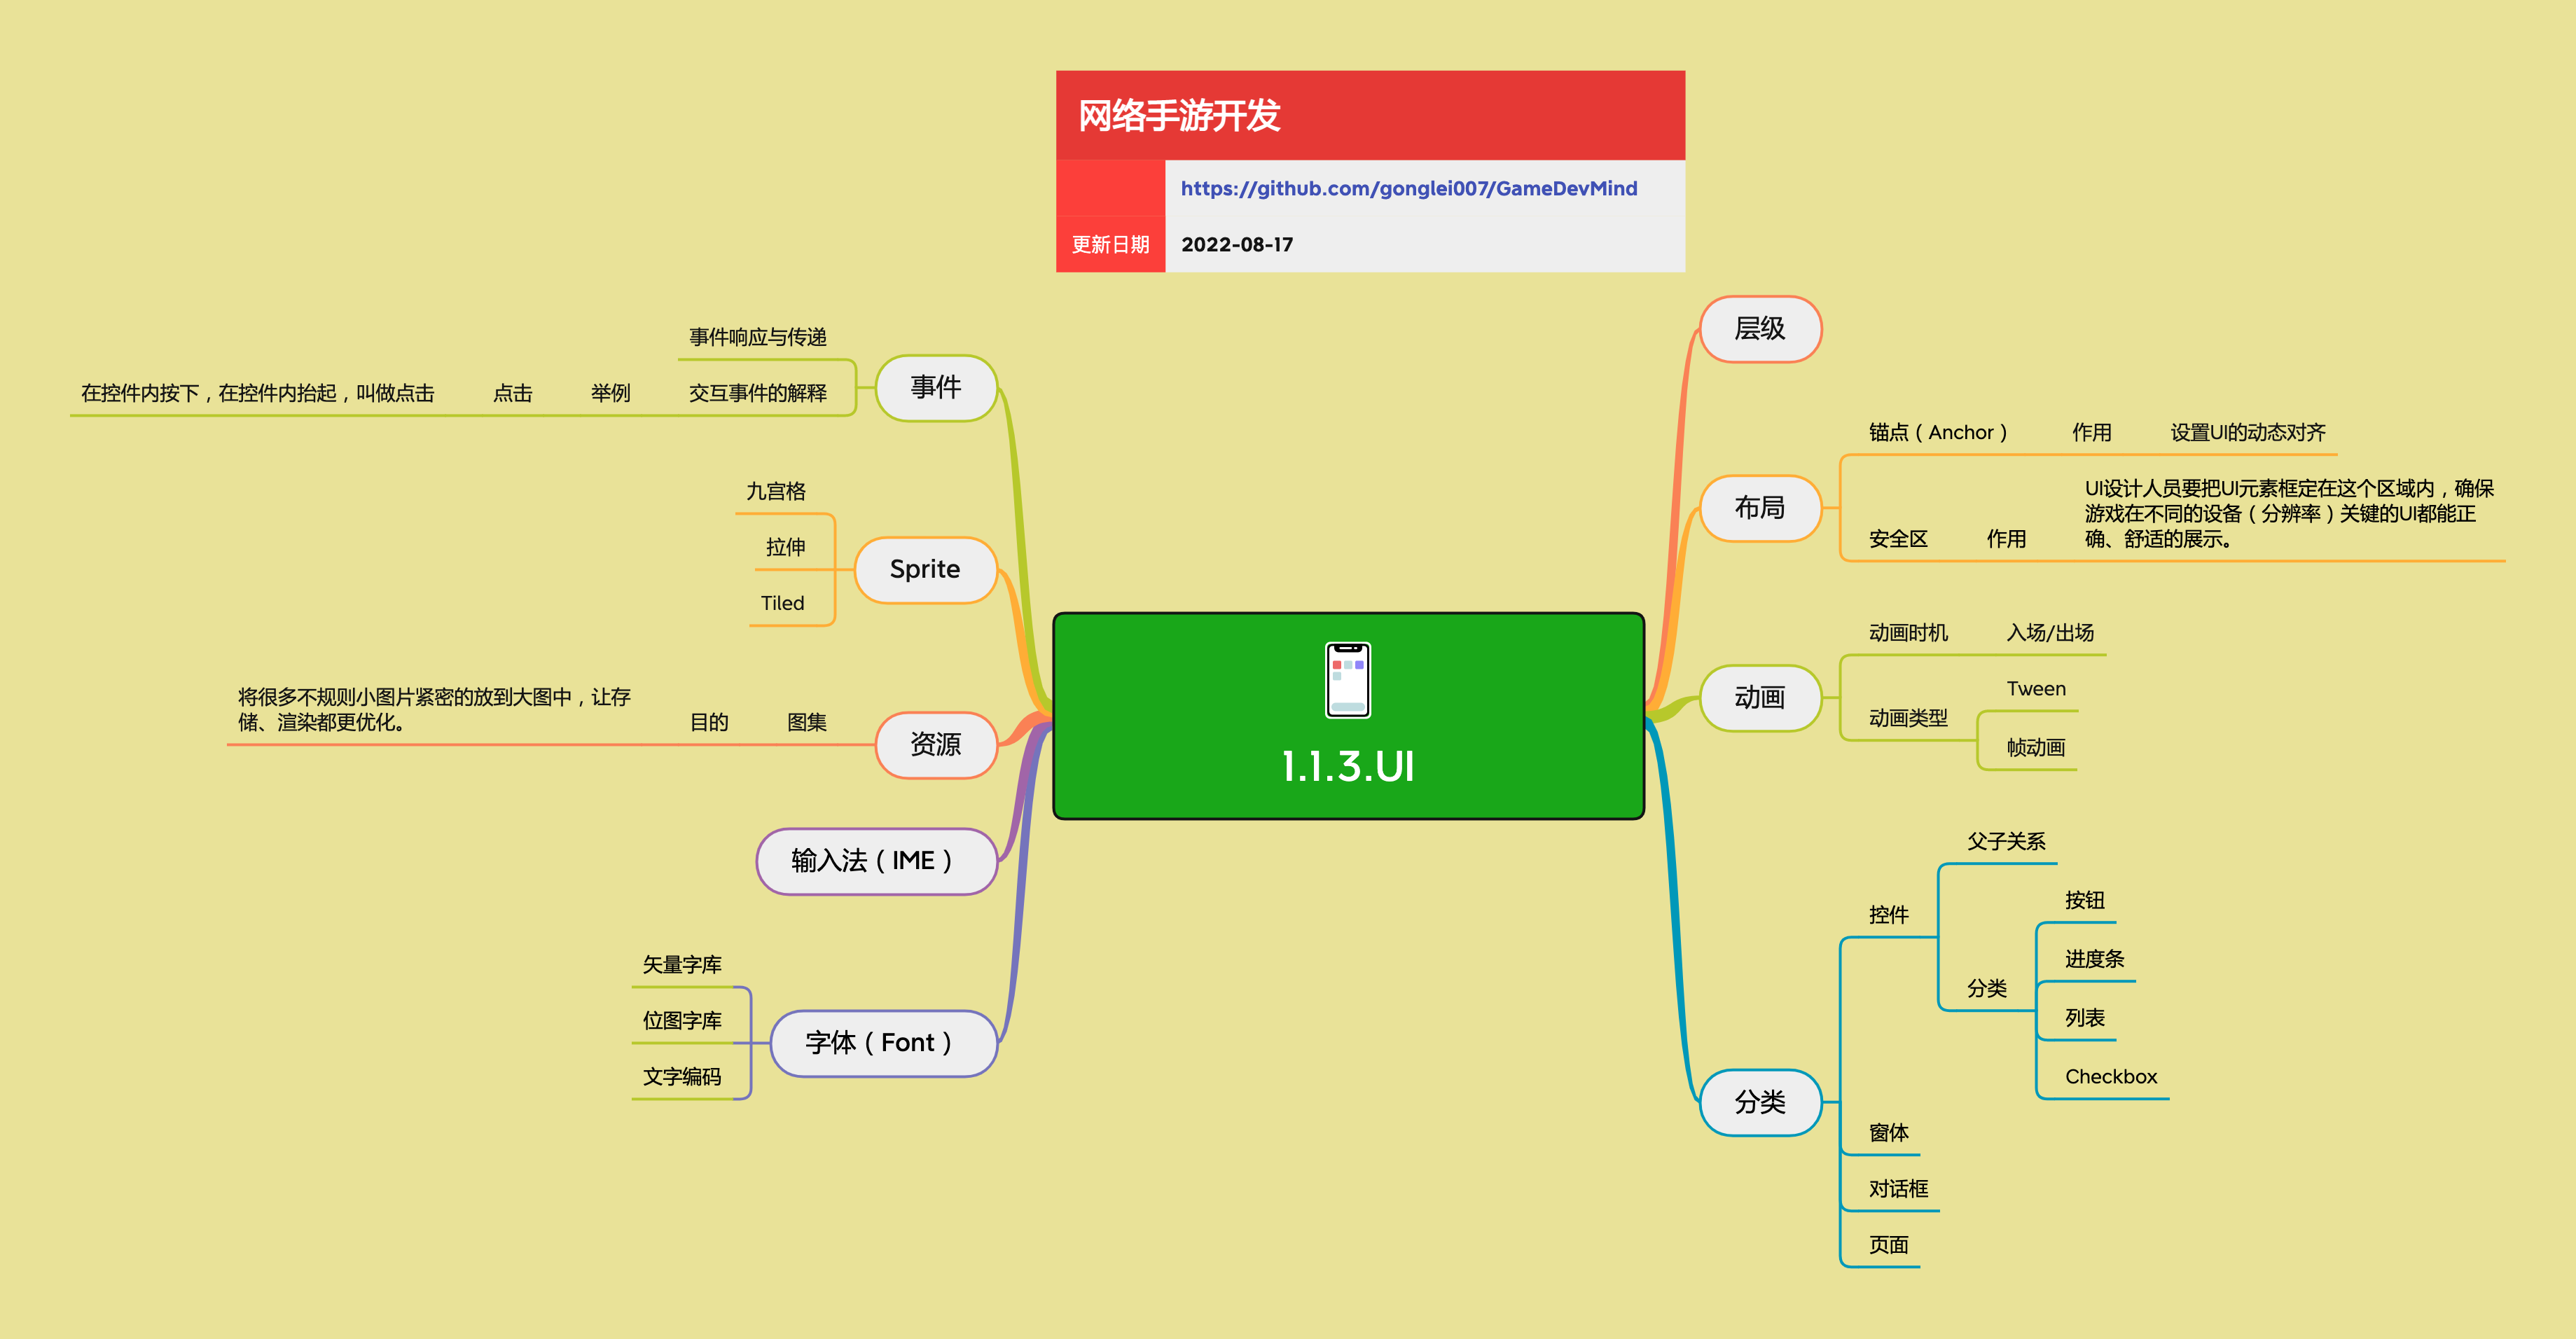 网络手游开发
https://github.com/gonglei007/GameDevMind
更新日期
2022-08-17
1.1.3.UI
层级
布局
锚点（Anchor）
作用
设置UI的动态对齐
安全区
作用
UI设计人员要把UI元素框定在这个区域内，确保
游戏在不同的设备（分辨率）关键的UI都能正
确、舒适的展示。
动画
动画时机
入场/出场
动画类型
Tween
帧动画
分类
控件
父子关系
分类
按钮
进度条
列表
Checkbox
窗体
对话框
页面
事件
事件响应与传递
交互事件的解释
举例
点击
在控件内按下，在控件内抬起，叫做点击
Sprite
九宫格
拉伸
Tiled
资源
图集
目的
将很多不规则小图片紧密的放到大图中，让存
储、渲染都更优化。
输入法（IME）
字体（Font）
矢量字库
位图字库
文字编码